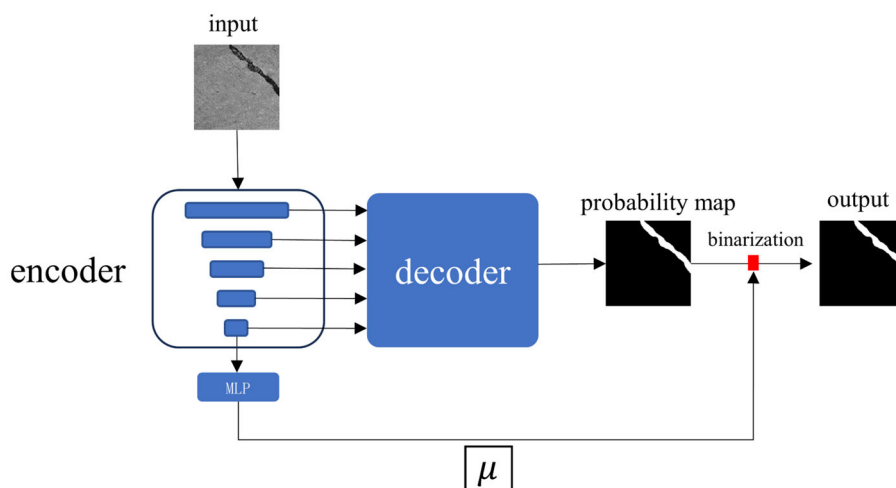 input
encoder
decoder
probability map
binarization
output
MLP
μ